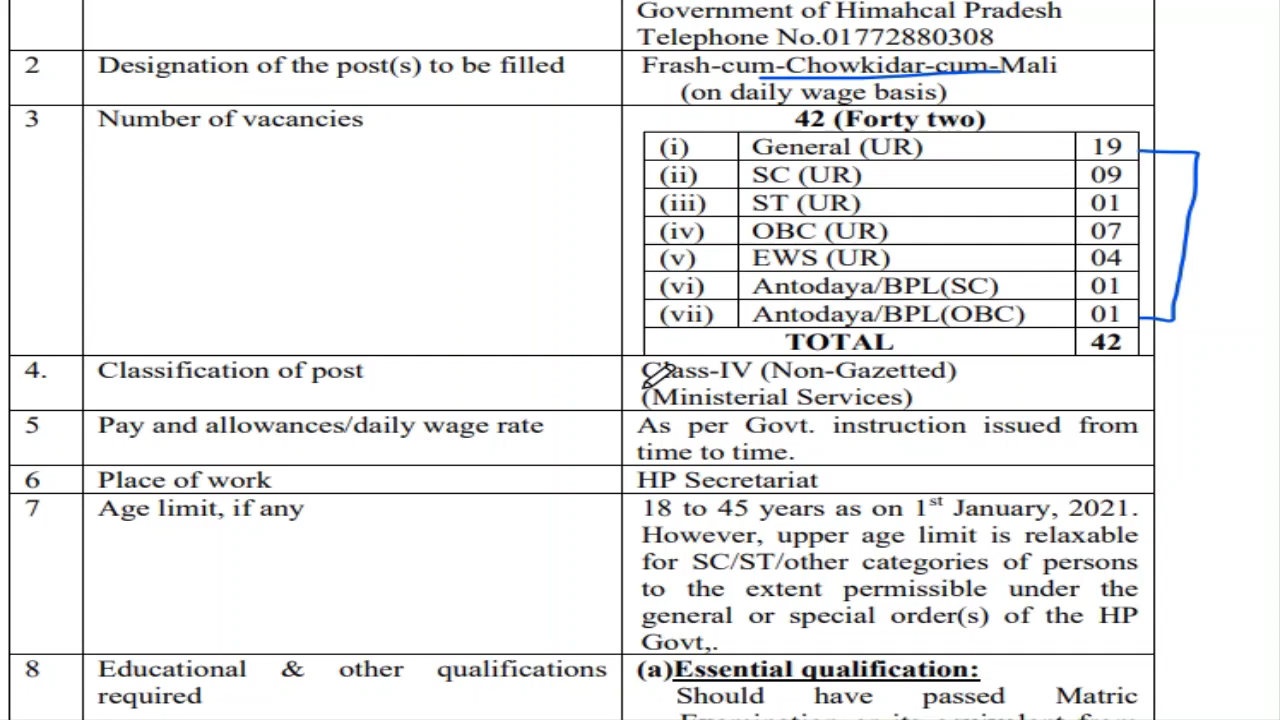 Government of Himahcal Pradesh
Telephone No.01772880308
2 Designation of the post(s) to be filled Frash-cum-Chowkidar-cum-Mali
(on daily wage basis)
3 Number of vacancies 42 (Forty two)
(i) General (UR) 19
(ii) SC (UR) 09
(iii) ST (UR) 01
(iv) OBC (UR) 07
(v) EWS (UR) 04
(vi) Antodaya/BPL(SC) 01
(vii) Antodaya/BPL(OBC) 01
TOTAL 42
4. Classification of post Class-IV (Non-Gazetted)
(Ministerial Services)
5 Pay and allowances/daily wage rate As per Govt. instruction issued from
time to time.
6 Place of work HP Secretariat
7 Age limit, if any 18 to 45 years as on 1st January, 2021.
However, upper age limit is relaxable
for SC/ST/other categories of persons
to the extent permissible under the
general or special order(s) of the HP
Govt,.
8 Educational & other qualifications (a)Essential qualification:
required Should have passed Matric